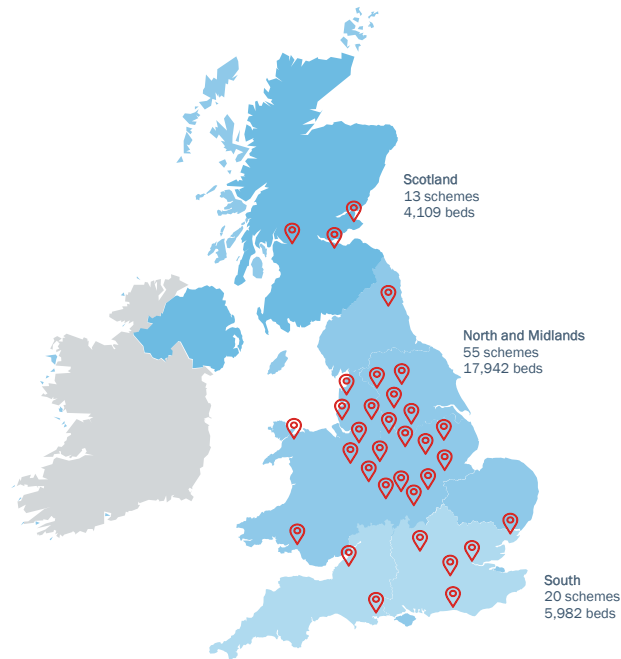 Scotland
13 schemes
4,109 beds
North and Midlands
55 schemes
17,942 beds
South
20 schemes
5,982 beds